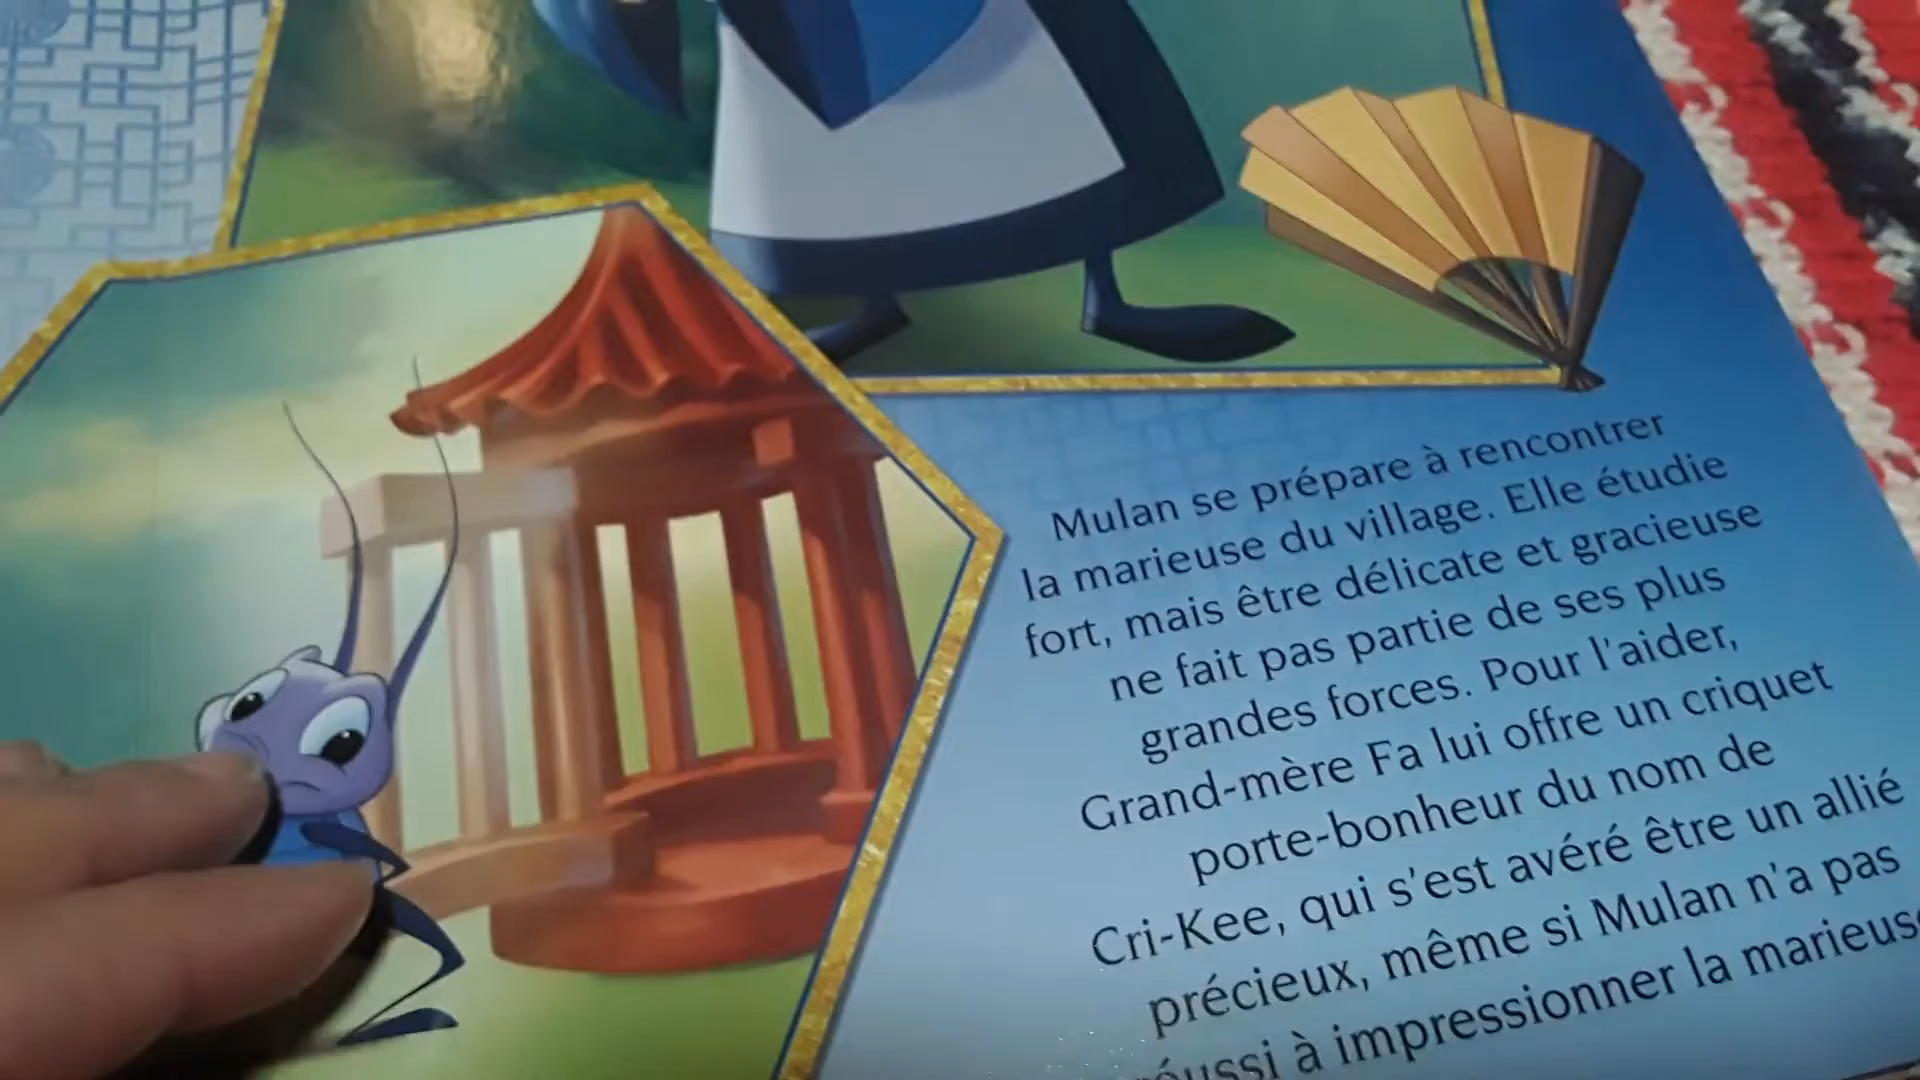 Mulan se prépare à rencontrer
la marieuse du village. Elle étudie
fort, mais être délicate et gracieuse
ne fait pas partie de ses plus
grandes forces. Pour l'aider,
Grand-mère Fa lui offre un criquet
porte-bonheur du nom de
Cri-Kee, qui s'est avéré être un allié
précieux, même si Mulan n'a pas
réussi à impressionner la marieuse